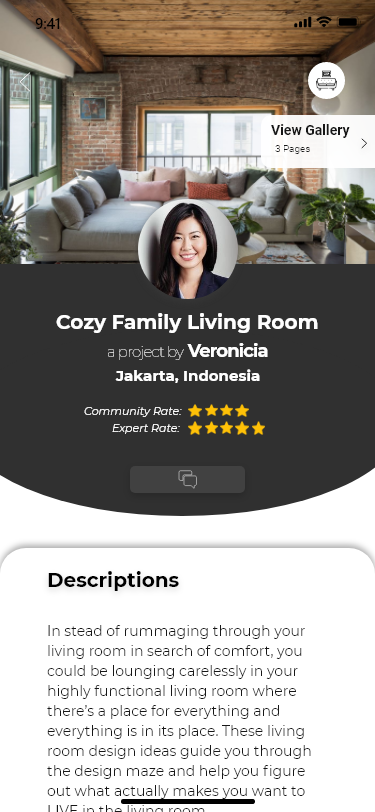 9:41
View Gallery
3 Pages
Cozy Family Living Room
a project by Veronicia
Jakarta, Indonesia
Community Rate:
Expert Rate:
Descriptions
In stead of rummaging through your
living room in search of comfort, you
could be lounging carelessly in your
highly functional living room where
there’s a place for everything and
everything is in its place. These living
room design ideas guide you through
the design maze and help you figure
out what actually makes you want to
LIVE in the living room